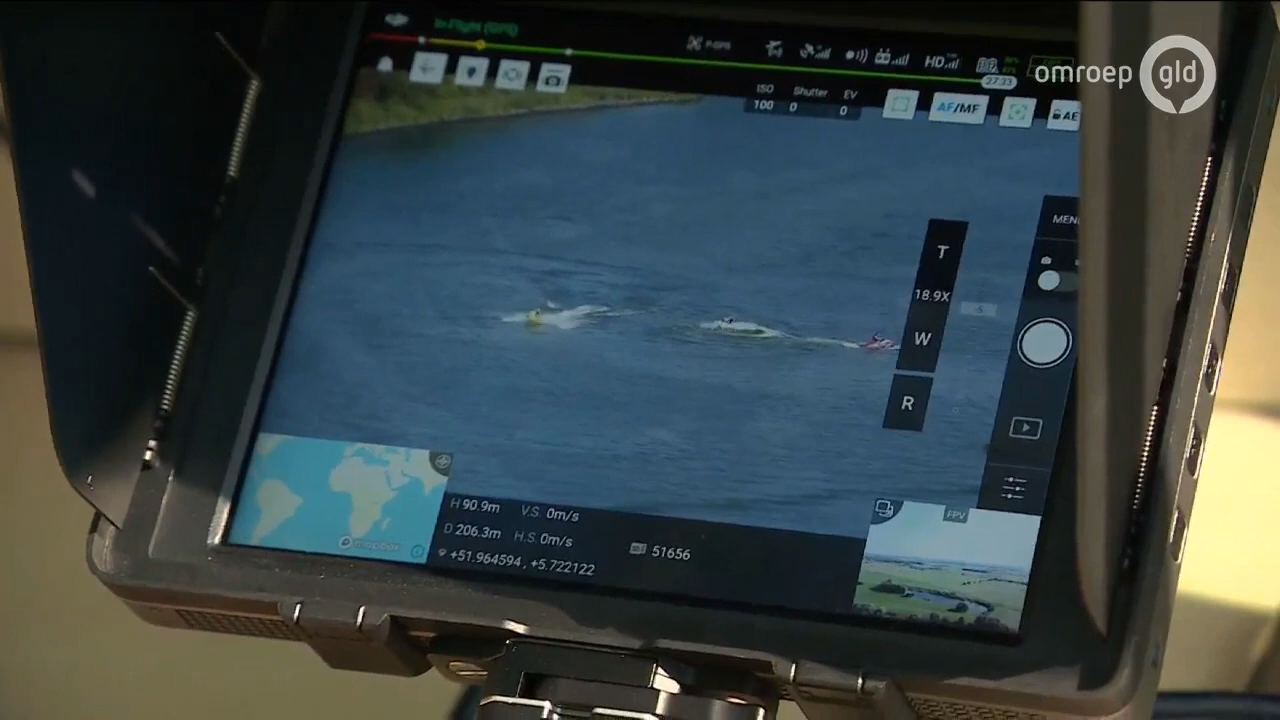 In-Flight (GPS)
P-GPS
HD
27:33
omroep gld
ISO
100
Shutter
0
EV
0
AF/MF
AE
MENU
T
18.9X
W
R
H 90.9m
V.S. 0m/s
D 206.3m
H.S. 0m/s
+51.964594 , +5.722122
51656
mapbox
FPV